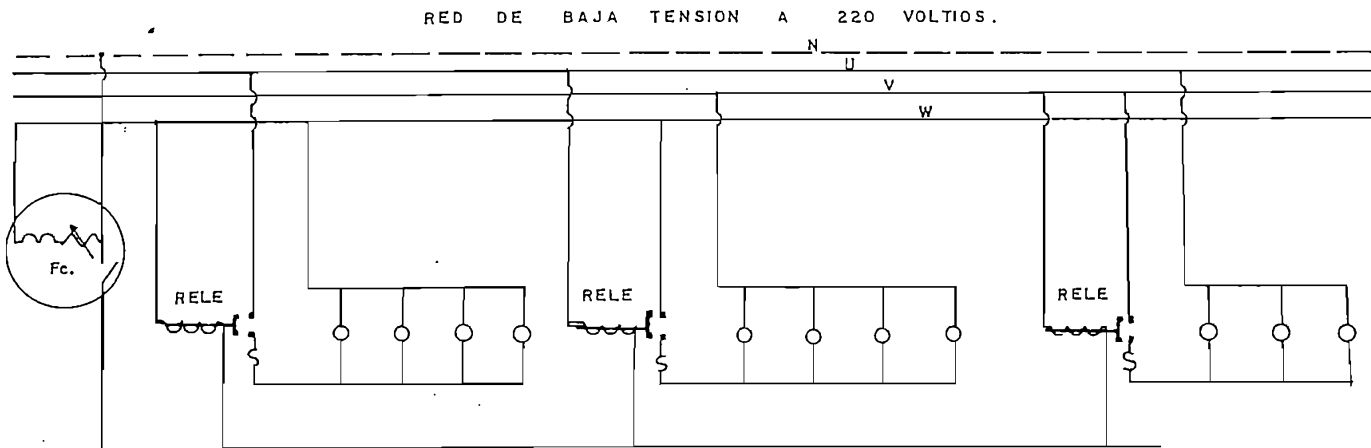 RED DE BAJA TENSION A 220 VOLTIOS.
N
U
V
W
Fc.
RELE
RELE
RELE